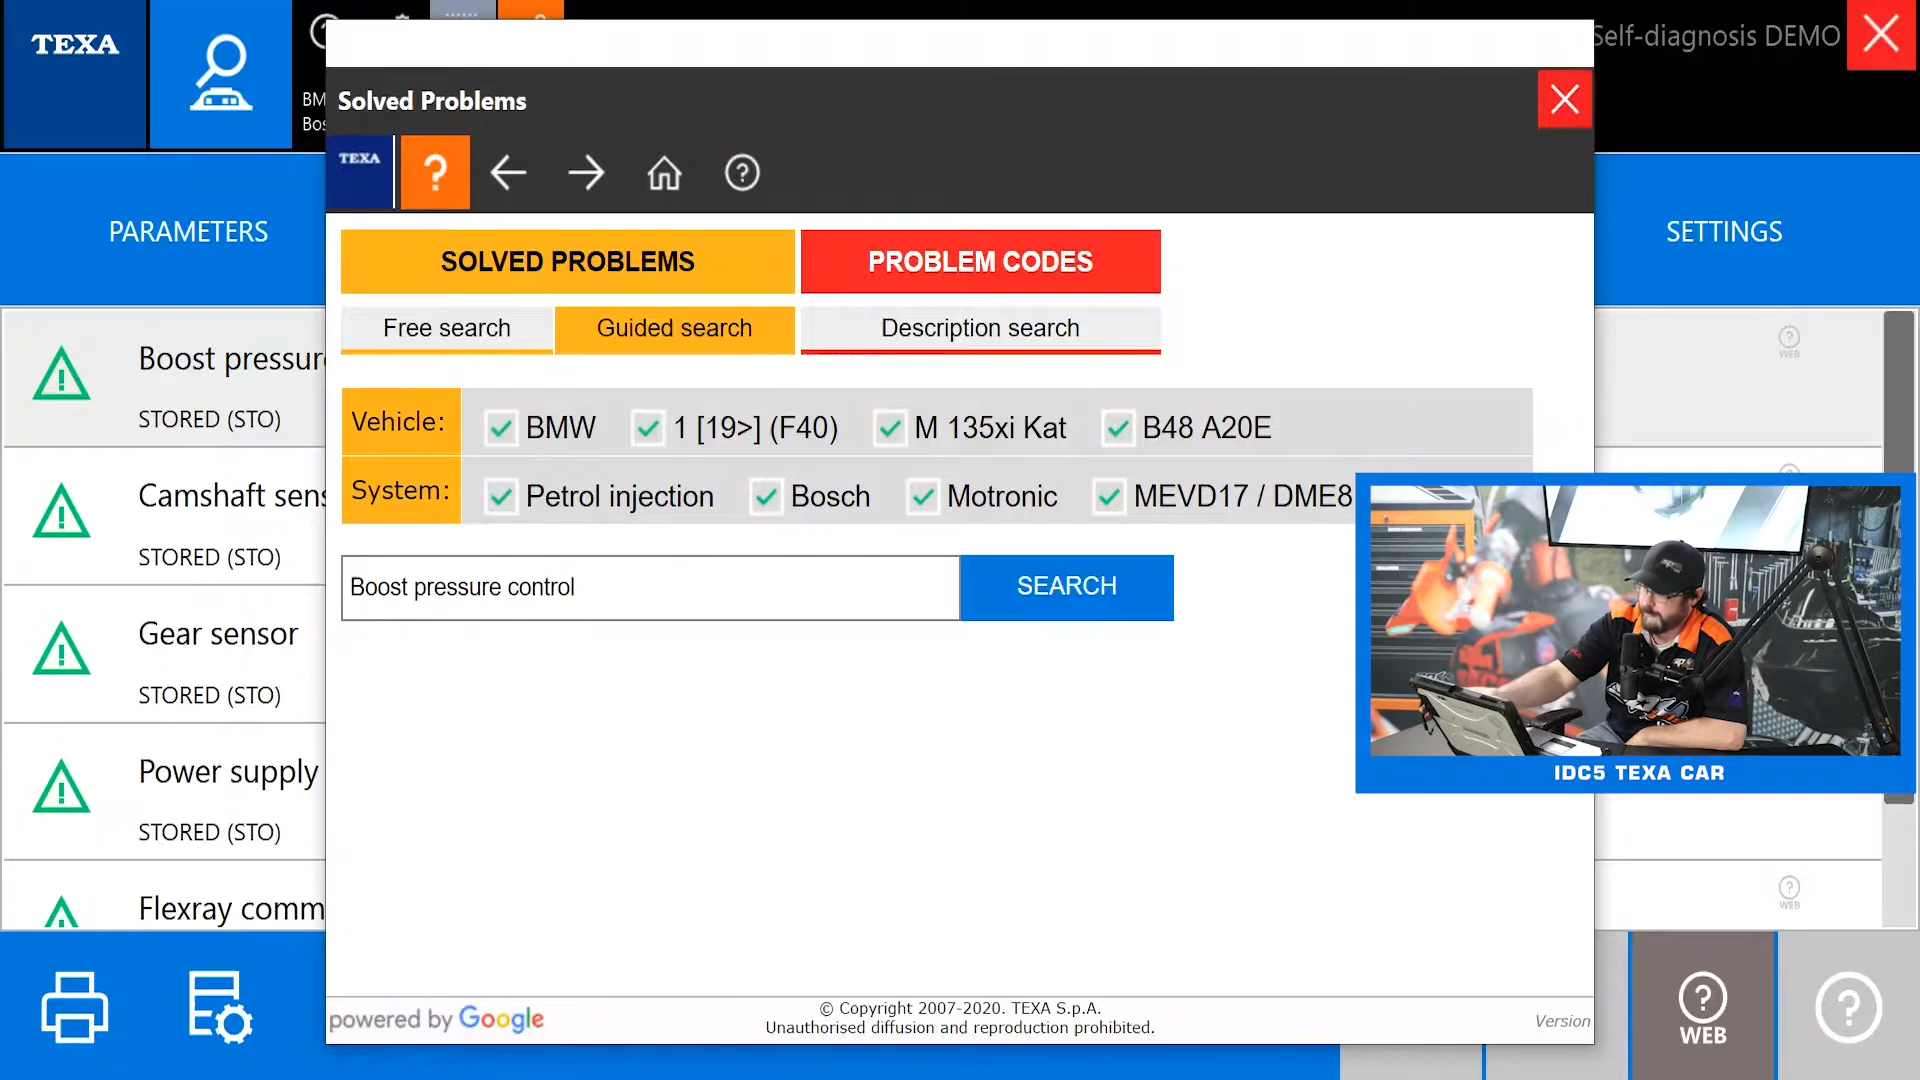 TEXA
Self-diagnosis DEMO
Solved Problems
TEXA
PARAMETERS
SETTINGS
SOLVED PROBLEMS
PROBLEM CODES
Free search
Guided search
Description search
Boost pressure
STORED (STO)
WEB
Vehicle:
BMW
1 [19>] (F40)
M 135xi Kat
B48 A20E
System:
Petrol injection
Bosch
Motronic
MEVD17 / DME8
Camshaft sens
STORED (STO)
Boost pressure control
SEARCH
Gear sensor
STORED (STO)
Power supply
STORED (STO)
IDC5 TEXA CAR
Flexray comm
WEB
powered by Google
© Copyright 2007-2020. TEXA S.p.A.
Unauthorised diffusion and reproduction prohibited.
Version
WEB